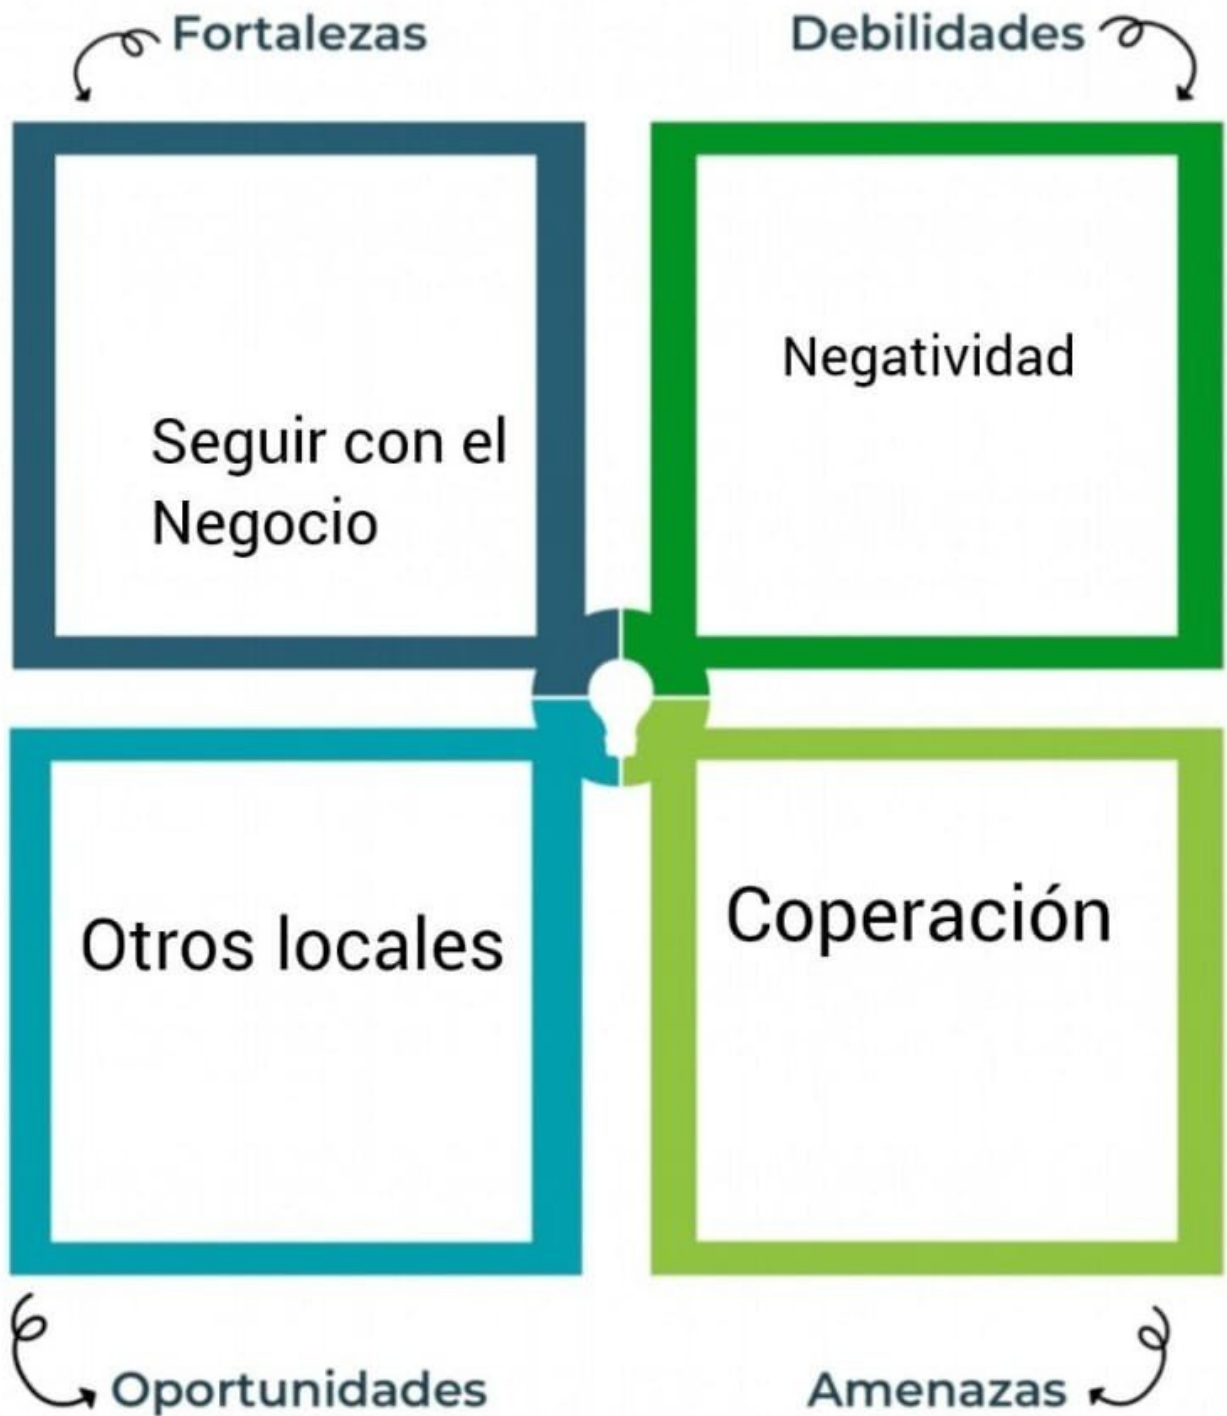 Fortalezas
Debilidades
Seguir con el
Negocio
Negatividad
Otros locales
Coperación
Oportunidades
Amenazas